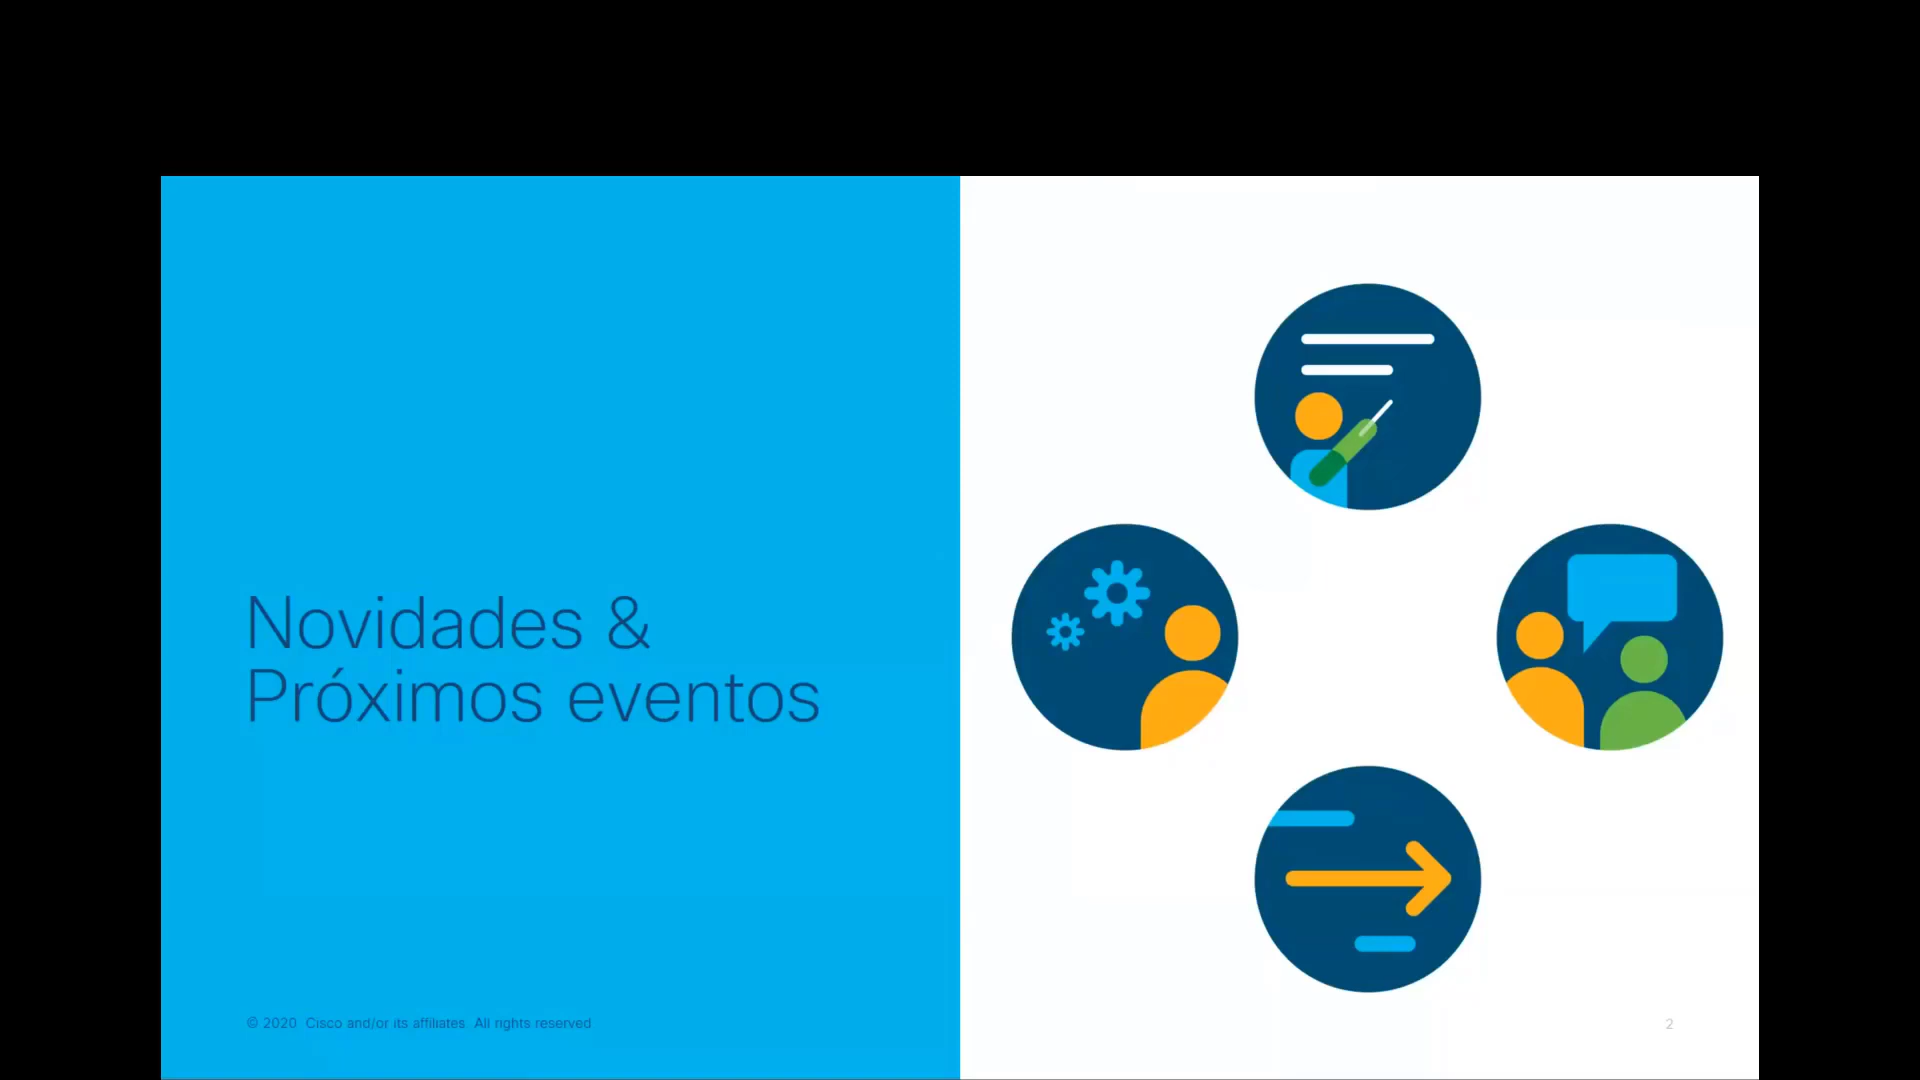 Novidades &
Próximos eventos
© 2020 Cisco and/or its affiliates. All rights reserved
2